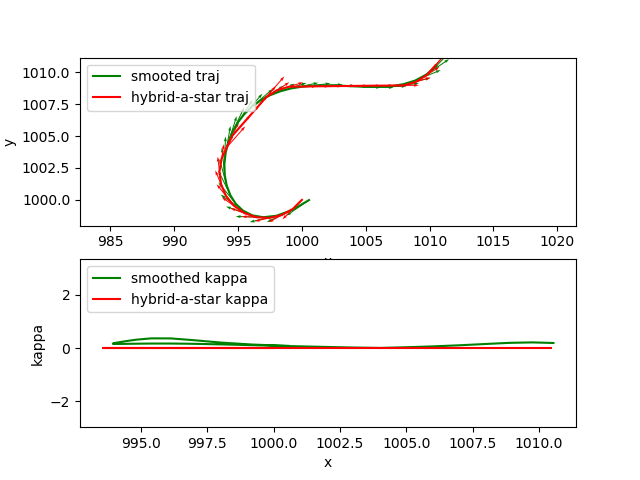 1010.0
1007.5
1005.0
1002.5
1000.0
y
smooted traj
hybrid-a-star traj
985 990 995 1000 1005 1010 1015 1020
2
0
−2
kappa
smoothed kappa
hybrid-a-star kappa
995.0 997.5 1000.0 1002.5 1005.0 1007.5 1010.0
x